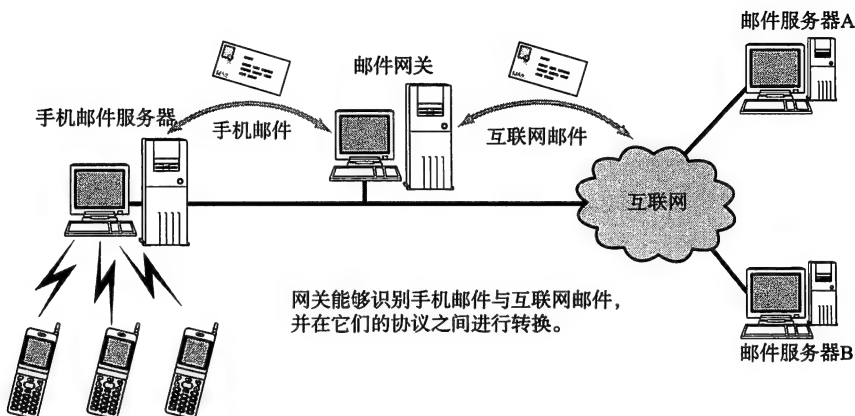 邮件服务器A
邮件网关
手机邮件服务器
手机邮件
互联网邮件
互联网
网关能够识别手机邮件与互联网邮件，
并在它们的协议之间进行转换。
邮件服务器B